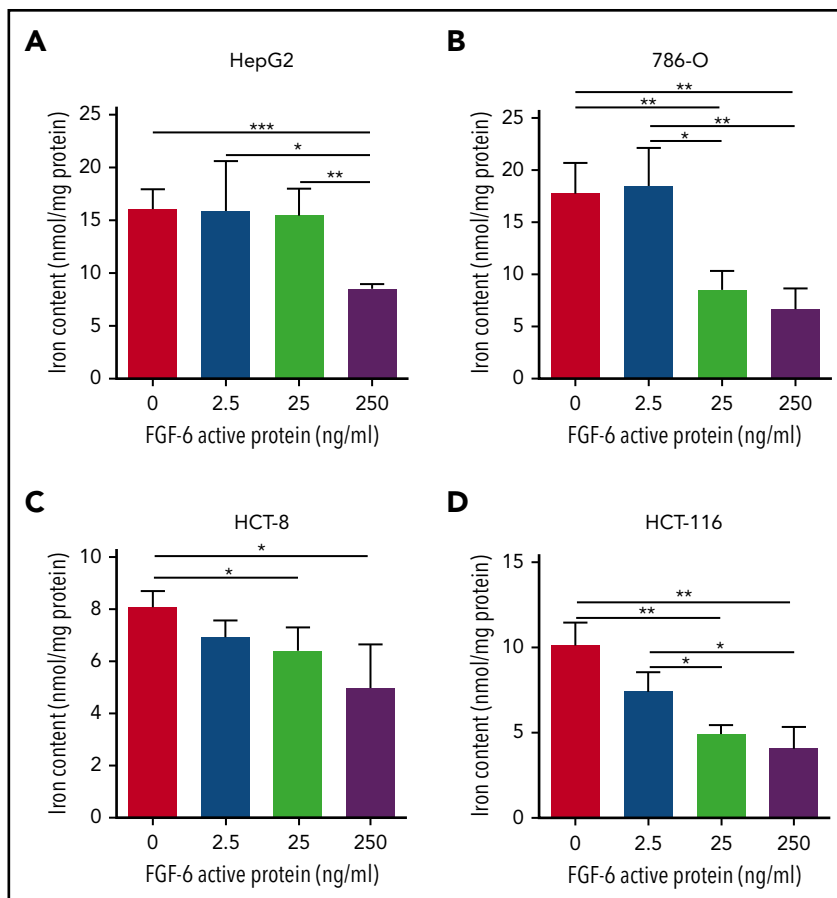 A
HepG2
Iron content (nmol/mg protein)
25
20
15
10
5
0
***
*
**
0 2.5 25 250
FGF-6 active protein (ng/ml)
B
786-O
Iron content (nmol/mg protein)
25
20
15
10
5
0
**
**
**
*
0 2.5 25 250
FGF-6 active protein (ng/ml)
C
HCT-8
Iron content (nmol/mg protein)
10
8
6
4
2
0
*
*
0 2.5 25 250
FGF-6 active protein (ng/ml)
D
HCT-116
Iron content (nmol/mg protein)
15
10
5
0
**
**
*
*
0 2.5 25 250
FGF-6 active protein (ng/ml)